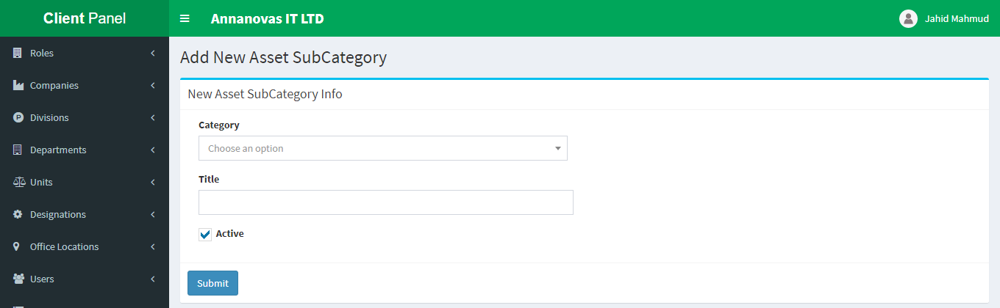 Client Panel
Annanovas IT LTD
Jahid Mahmud
Roles
Companies
P Divisions
Departments
Units
Designations
Office Locations
Users
Add New Asset SubCategory
New Asset SubCategory Info
Category
Choose an option
Title
Active
Submit